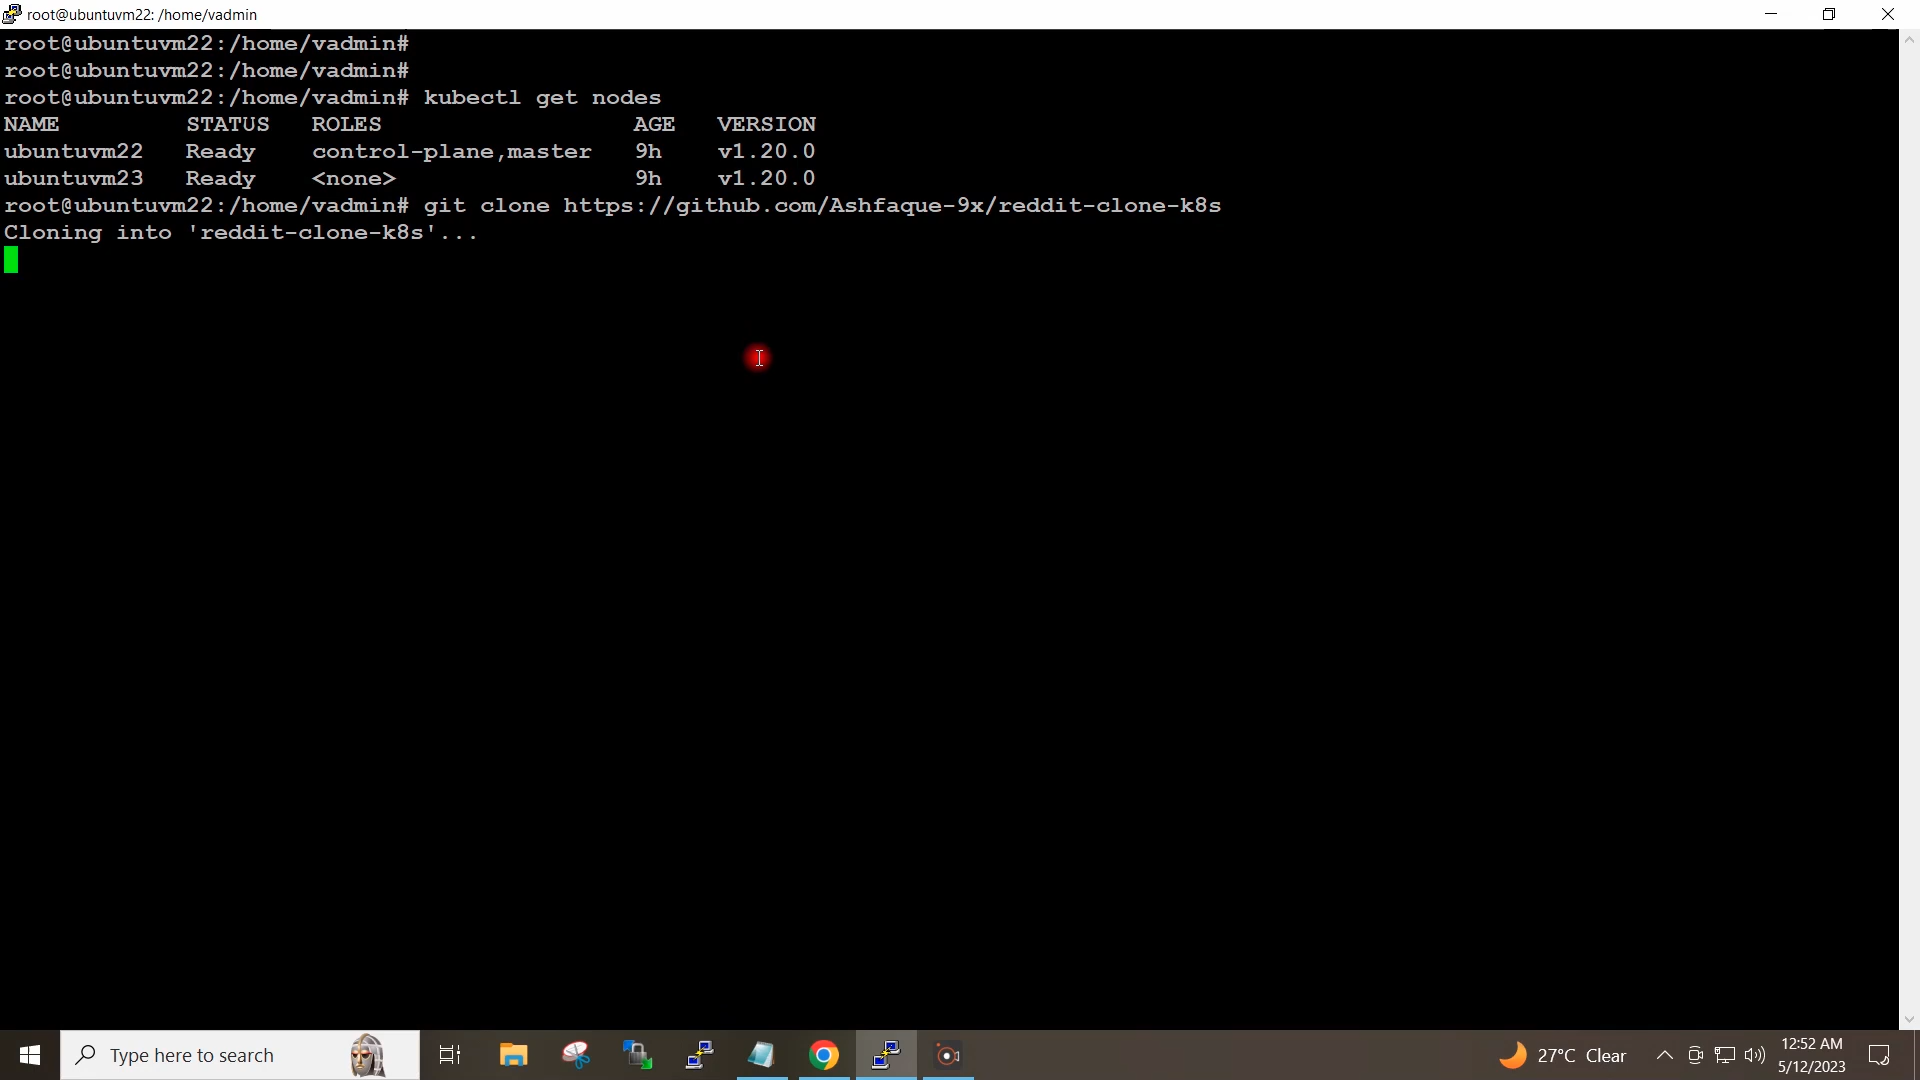 root@ubuntuvm22: /home/vadmin
root@ubuntuvm22:/home/vadmin#
root@ubuntuvm22:/home/vadmin#
root@ubuntuvm22:/home/vadmin# kubectl get nodes
NAME STATUS ROLES AGE VERSION
ubuntuvm22 Ready control-plane,master 9h v1.20.0
ubuntuvm23 Ready <none> 9h v1.20.0
root@ubuntuvm22:/home/vadmin# git clone https://github.com/Ashfaque-9x/reddit-clone-k8s
Cloning into 'reddit-clone-k8s'...
Type here to search
27°C Clear
12:52 AM
5/12/2023